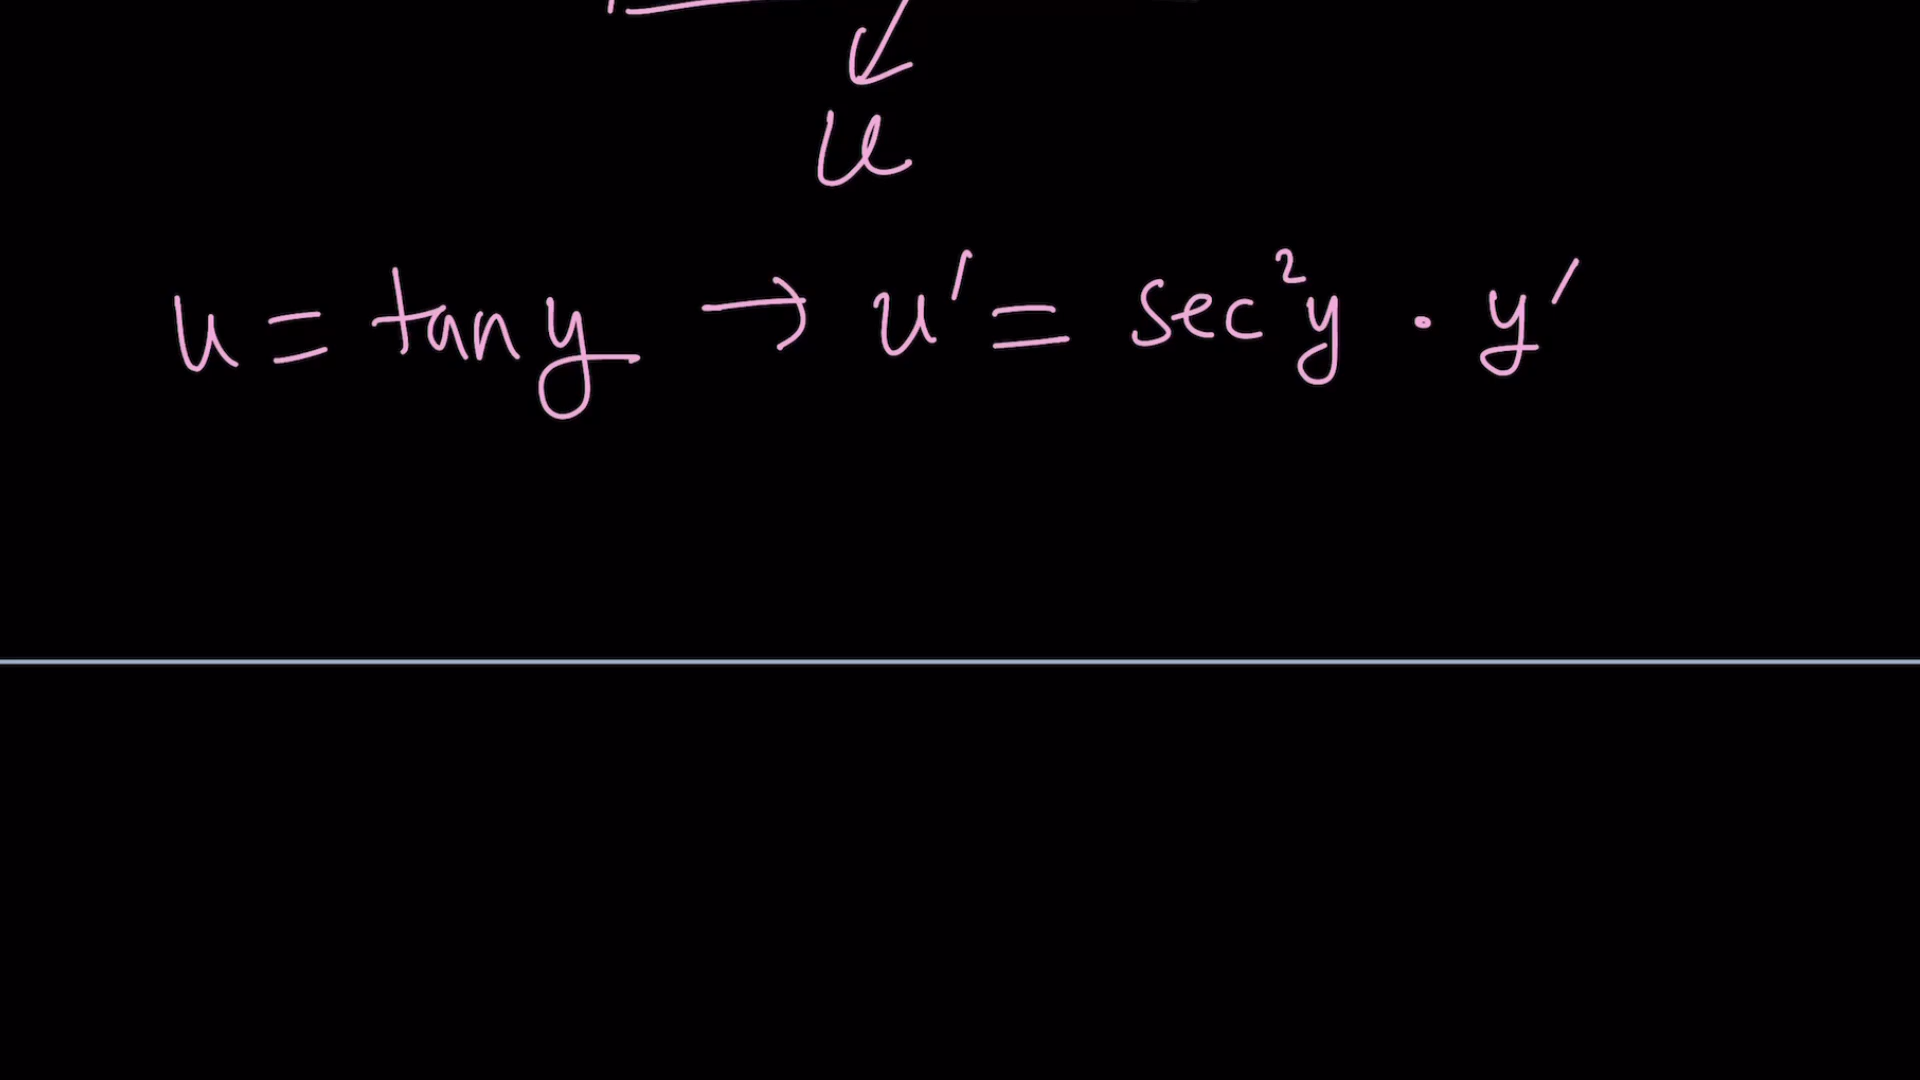 u
u = tan y → u' = sec²y · y'